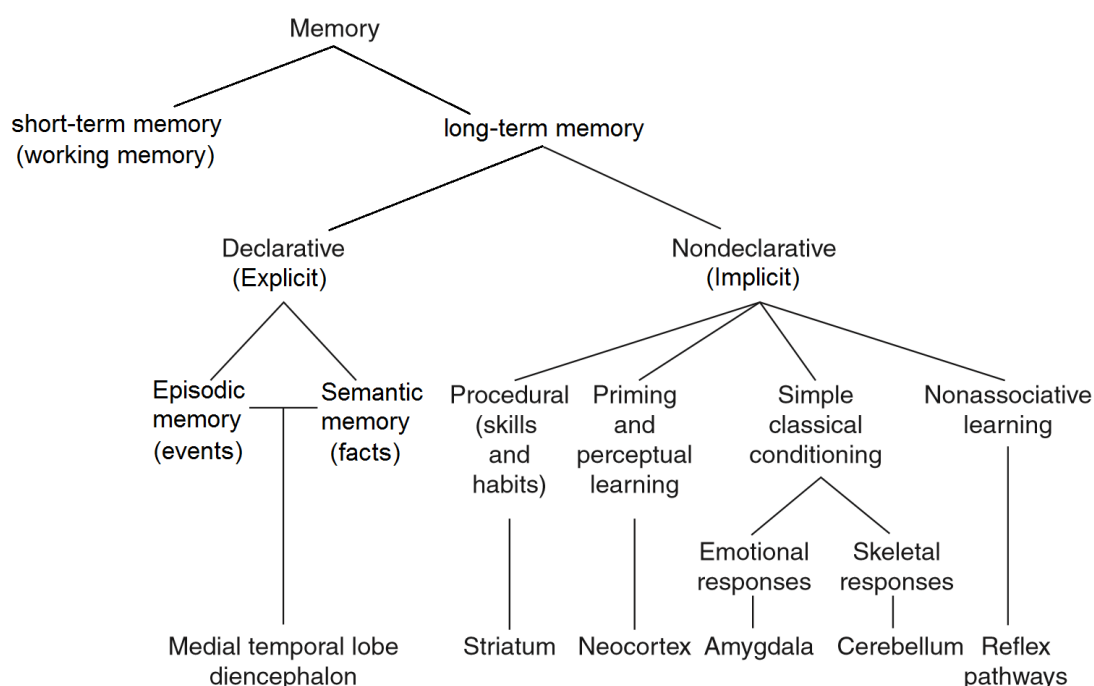 Memory
short-term memory
(working memory)
long-term memory
Declarative
(Explicit)
Nondeclarative
(Implicit)
Episodic
memory
(events)
Semantic
memory
(facts)
Procedural
(skills
and
habits)
Priming
and
perceptual
learning
Simple
classical
conditioning
Nonassociative
learning
Emotional
responses
Skeletal
responses
Medial temporal lobe
diencephalon
Striatum
Neocortex
Amygdala
Cerebellum
Reflex
pathways